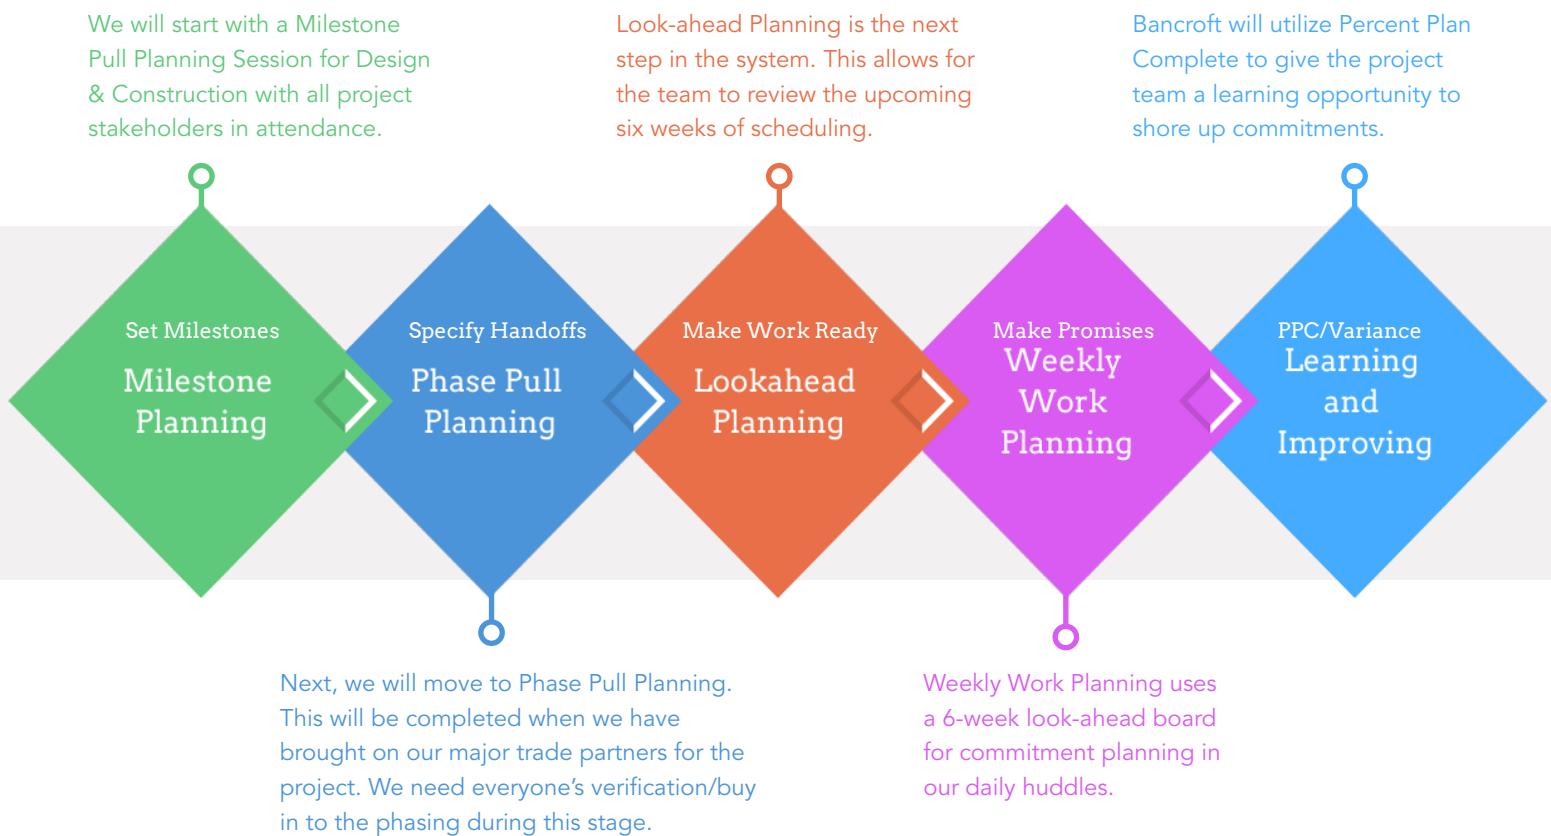 We will start with a Milestone
Pull Planning Session for Design
& Construction with all project
stakeholders in attendance.
Look-ahead Planning is the next
step in the system. This allows for
the team to review the upcoming
six weeks of scheduling.
Bancroft will utilize Percent Plan
Complete to give the project
team a learning opportunity to
shore up commitments.
Set Milestones
Milestone
Planning
Specify Handoffs
Phase Pull
Planning
Make Work Ready
Lookahead
Planning
Make Promises
Weekly
Work
Planning
PPC/Variance
Learning
and
Improving
Next, we will move to Phase Pull Planning.
This will be completed when we have
brought on our major trade partners for the
project. We need everyone’s verification/buy
in to the phasing during this stage.
Weekly Work Planning uses
a 6-week look-ahead board
for commitment planning in
our daily huddles.